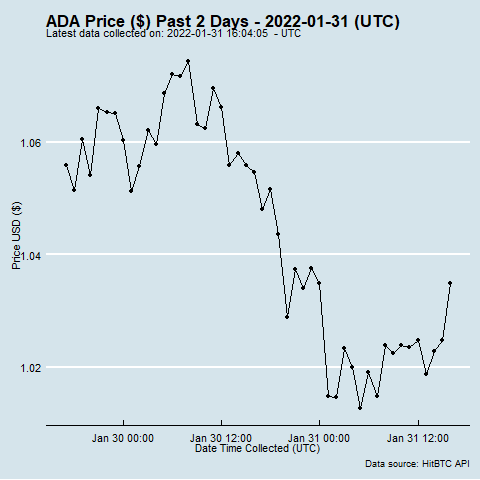 ADA Price ($) Past 2 Days - 2022-01-31 (UTC)
Latest data collected on: 2022-01-31 16:04:05 - UTC
Price USD ($)
1.06
1.04
1.02
Jan 30 00:00 Jan 30 12:00 Jan 31 00:00 Jan 31 12:00
Date Time Collected (UTC)
Data source: HitBTC API